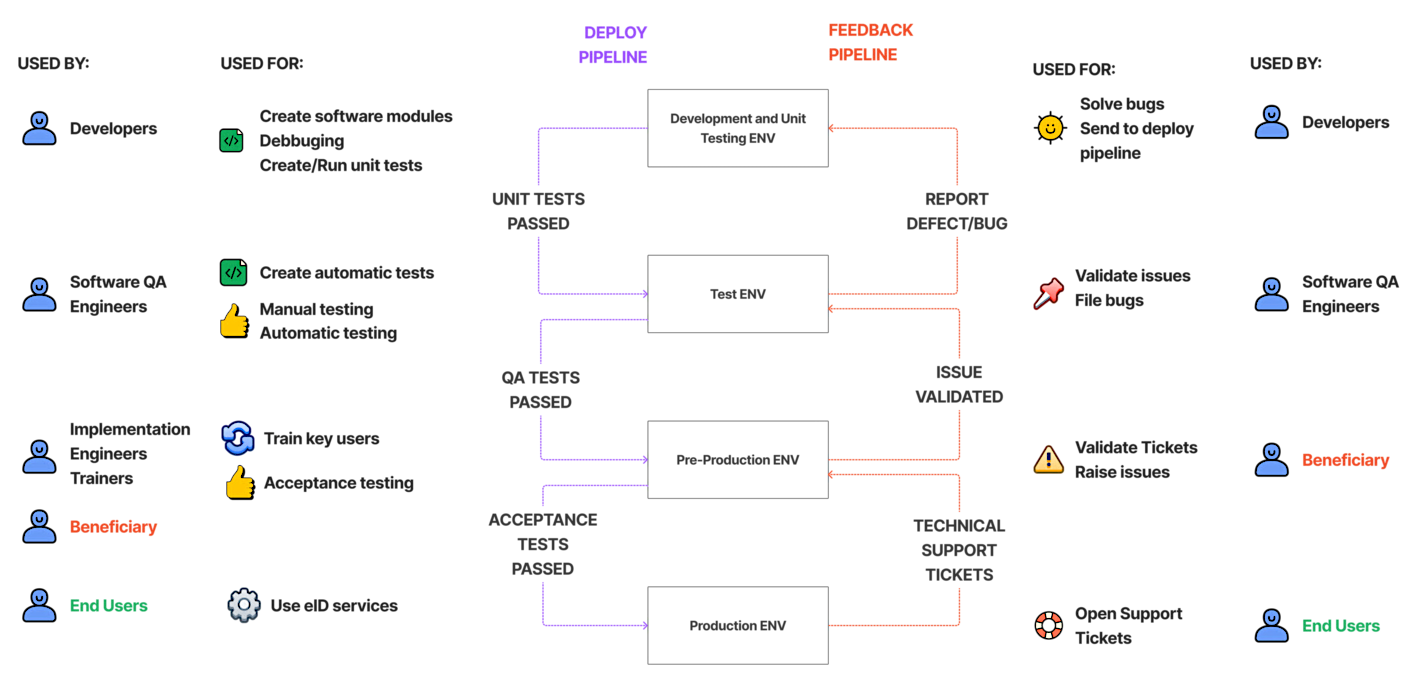 DEPLOY
PIPELINE
FEEDBACK
PIPELINE
USED BY:
USED FOR:
USED FOR:
USED BY:
Developers
Create software modules
Debbuging
Create/Run unit tests
Development and Unit
Testing ENV
Solve bugs
Send to deploy
pipeline
Developers
UNIT TESTS
PASSED
REPORT
DEFECT/BUG
Software QA
Engineers
Create automatic tests
Manual testing
Automatic testing
Test ENV
Validate issues
File bugs
Software QA
Engineers
QA TESTS
PASSED
ISSUE
VALIDATED
Implementation
Engineers
Trainers
Beneficiary
Train key users
Acceptance testing
Pre-Production ENV
Validate Tickets
Raise issues
Beneficiary
ACCEPTANCE
TESTS
PASSED
TECHNICAL
SUPPORT
TICKETS
End Users
Use eID services
Production ENV
Open Support
Tickets
End Users